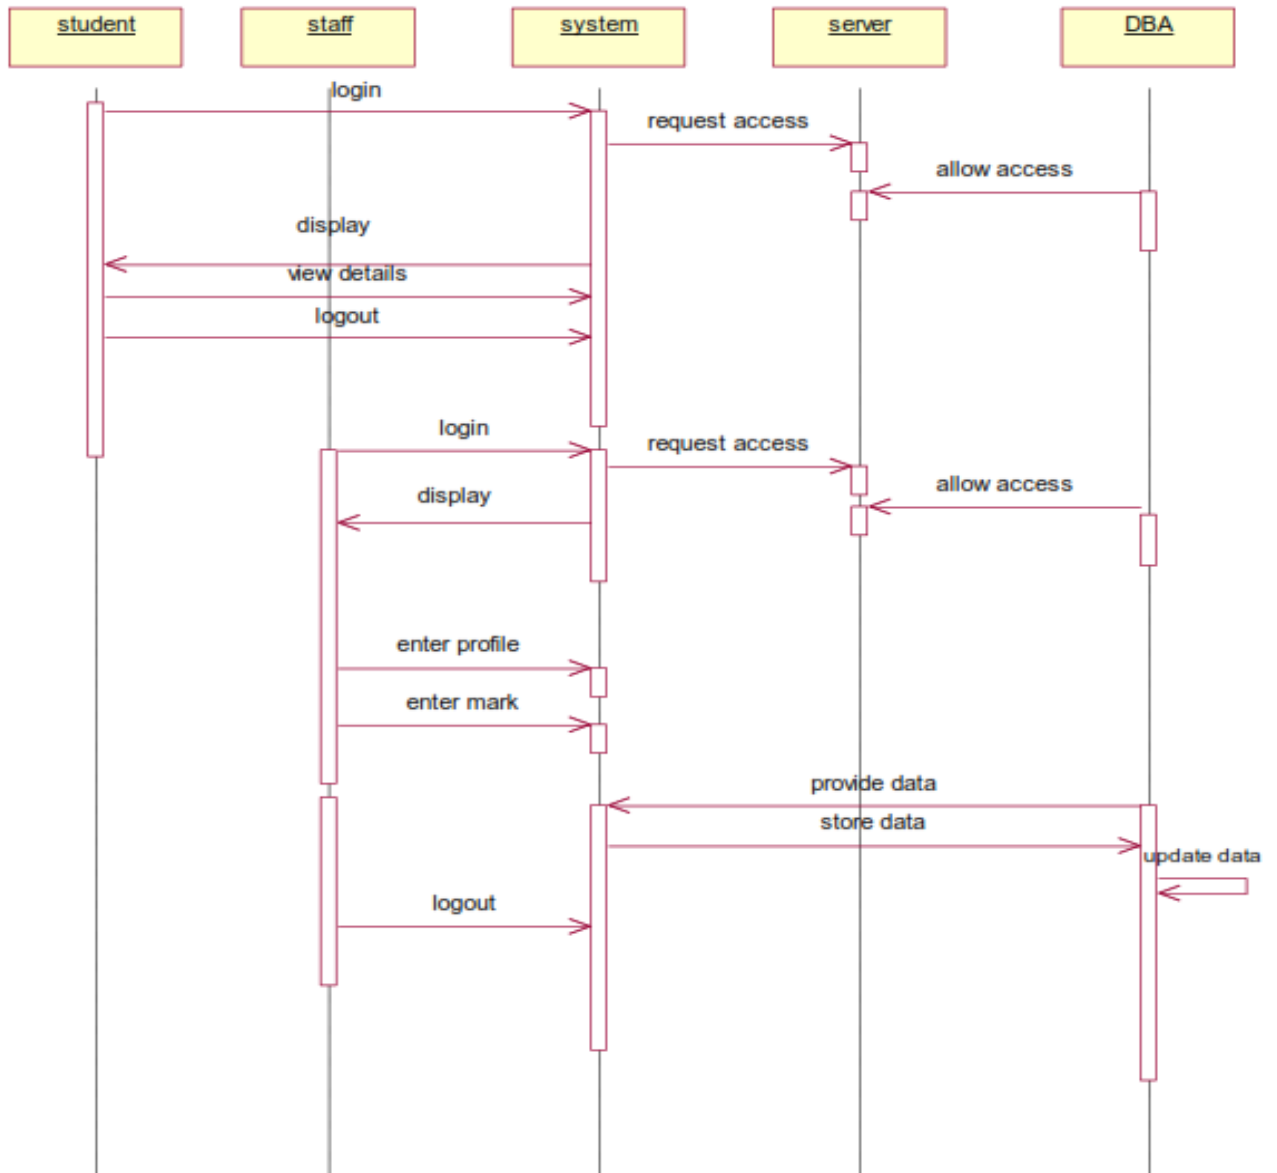 student
staff
system
server
DBA
login
request access
allow access
display
view details
logout
login
request access
allow access
display
enter profile
enter mark
provide data
store data
update data
logout